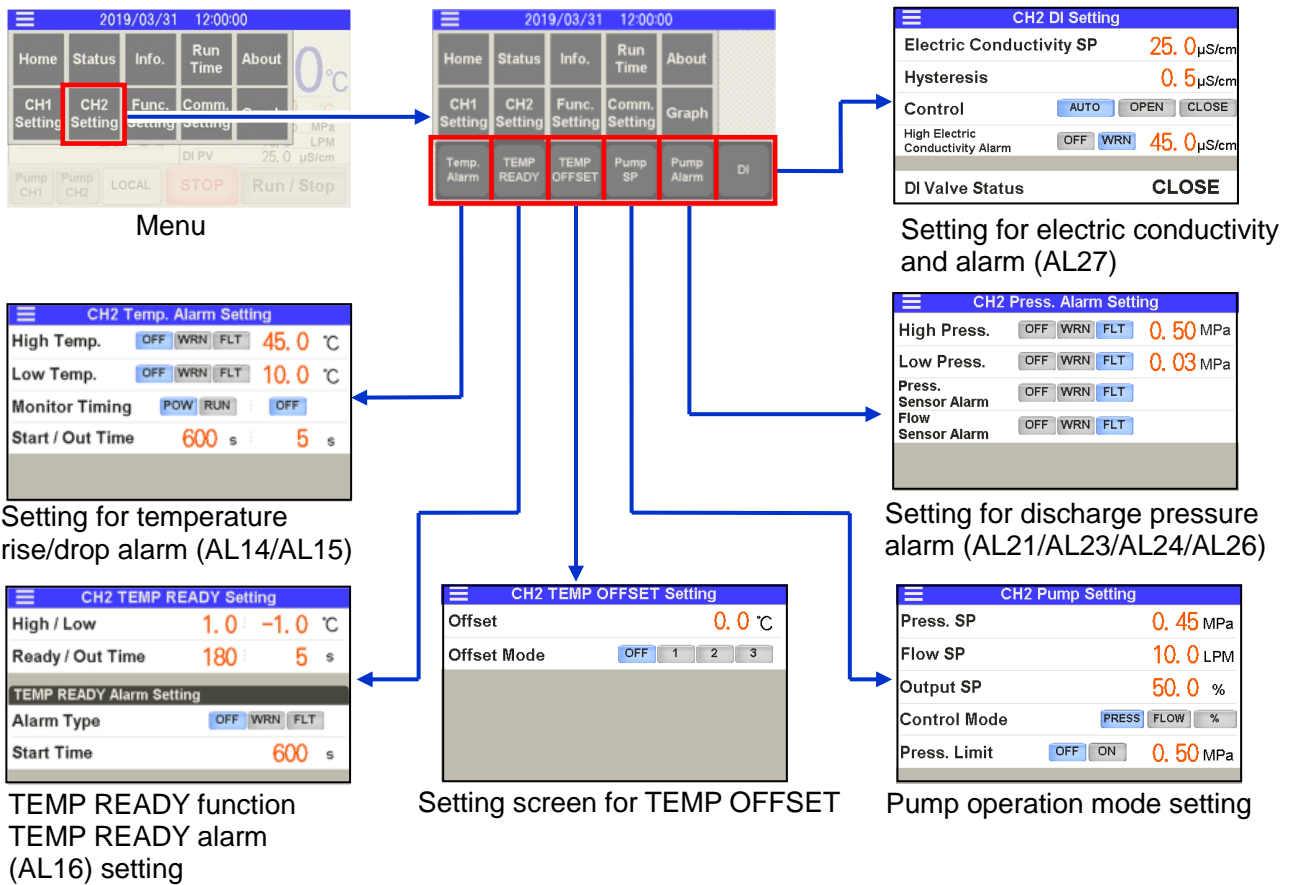 2019/03/31 12:00:00
Home Status Info. Run Time About
0 °C
CH1 Setting CH2 Setting Func. Setting Comm. Setting Graph
MPa
LPM
DI PV 25. 0 µS/cm
Pump CH1 Pump CH2 LOCAL STOP Run / Stop
Menu
2019/03/31 12:00:00
Home Status Info. Run Time About
CH1 Setting CH2 Setting Func. Setting Comm. Setting Graph
Temp. Alarm TEMP READY TEMP OFFSET Pump SP Pump Alarm DI
CH2 DI Setting
Electric Conductivity SP 25. 0 µS/cm
Hysteresis 0. 5 µS/cm
Control AUTO OPEN CLOSE
High Electric
Conductivity Alarm OFF WRN 45. 0 µS/cm
DI Valve Status CLOSE
Setting for electric conductivity
and alarm (AL27)
CH2 Temp. Alarm Setting
High Temp. OFF WRN FLT 45. 0 °C
Low Temp. OFF WRN FLT 10. 0 °C
Monitor Timing POW RUN OFF
Start / Out Time 600 s 5 s
Setting for temperature
rise/drop alarm (AL14/AL15)
CH2 Press. Alarm Setting
High Press. OFF WRN FLT 0. 50 MPa
Low Press. OFF WRN FLT 0. 03 MPa
Press.
Sensor Alarm OFF WRN FLT
Flow
Sensor Alarm OFF WRN FLT
Setting for discharge pressure
alarm (AL21/AL23/AL24/AL26)
CH2 TEMP READY Setting
High / Low 1. 0 -1. 0 °C
Ready / Out Time 180 5 s
TEMP READY Alarm Setting
Alarm Type OFF WRN FLT
Start Time 600 s
TEMP READY function
TEMP READY alarm
(AL16) setting
CH2 TEMP OFFSET Setting
Offset 0. 0 °C
Offset Mode OFF 1 2 3
Setting screen for TEMP OFFSET
CH2 Pump Setting
Press. SP 0. 45 MPa
Flow SP 10. 0 LPM
Output SP 50. 0 %
Control Mode PRESS FLOW %
Press. Limit OFF ON 0. 50 MPa
Pump operation mode setting